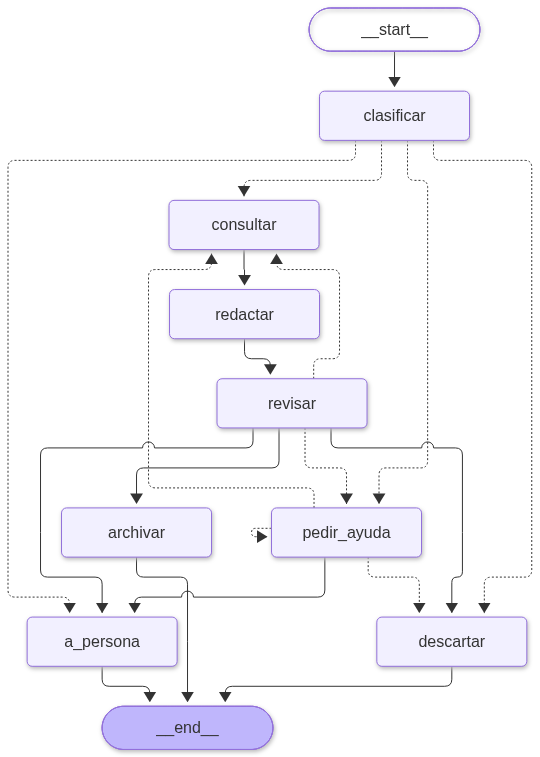 __start__
clasificar
consultar
redactar
revisar
archivar
pedir_ayuda
a_persona
descartar
__end__